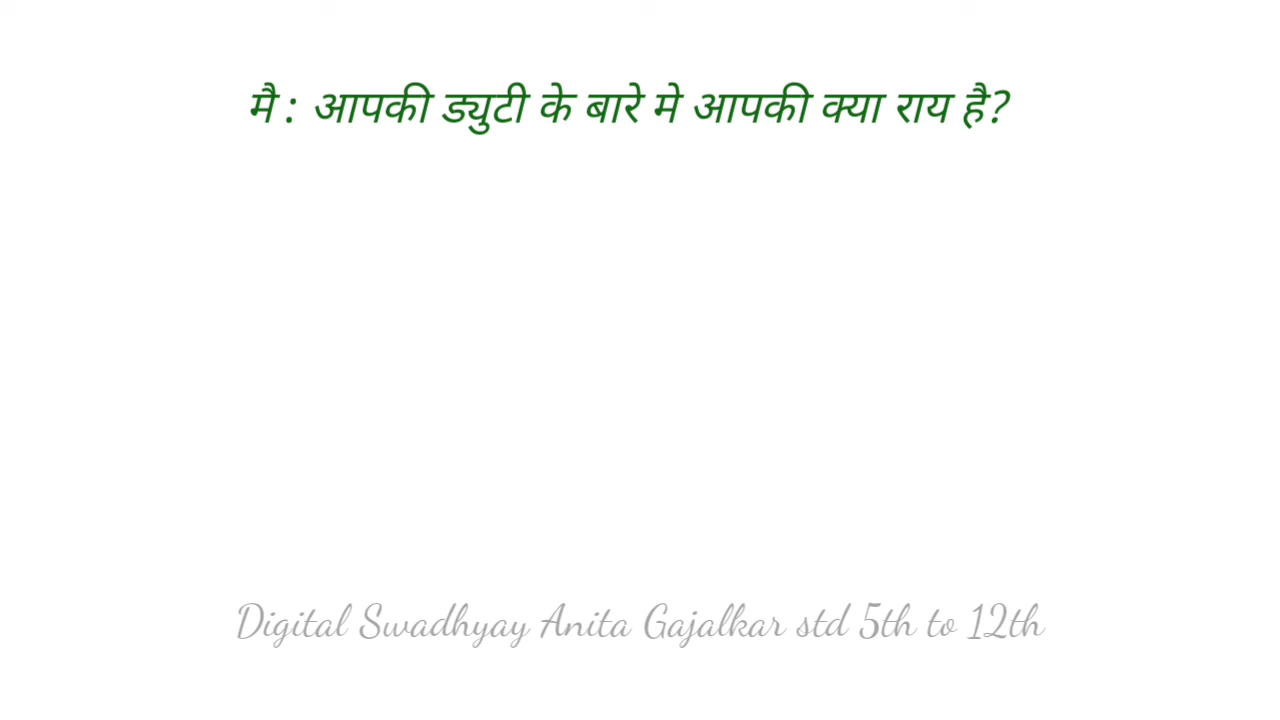 मै : आपकी ड्युटी के बारे मे आपकी क्या राय है?
Digital Swadhyay Anita Gajalkar std 5th to 12th